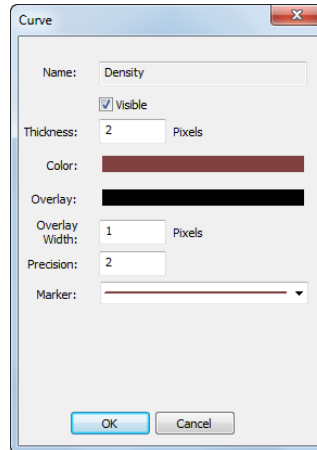 Curve
Name: Density
Visible
Thickness: 2 Pixels
Color:
Overlay:
Overlay
Width: 1 Pixels
Precision: 2
Marker:
OK Cancel